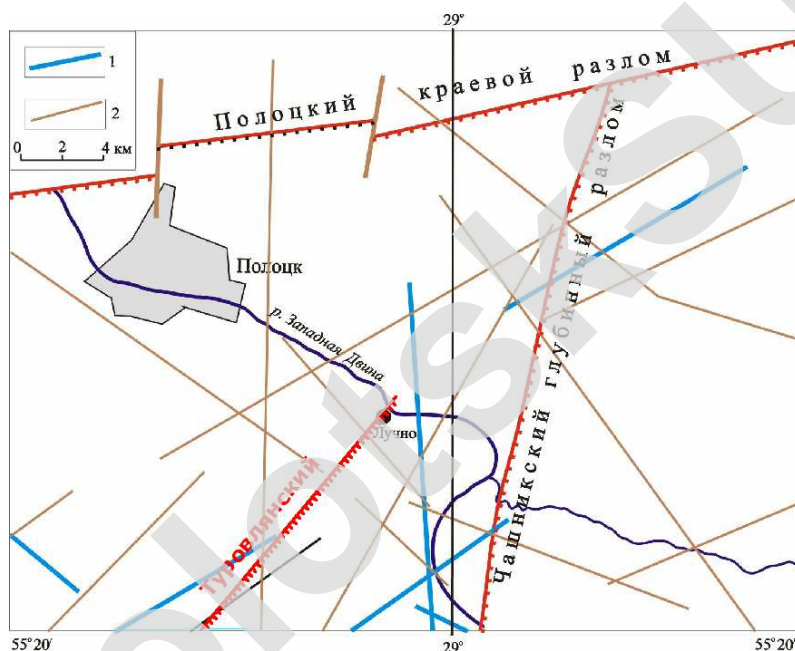 29°
1
2
0 2 4 км
Полоцкий краевой разлом
Полоцк
р. Западная Двина
Лучно
Туровлянский
Чашникский глубинный разлом
55°20' 29° 55°20'
polotsksu